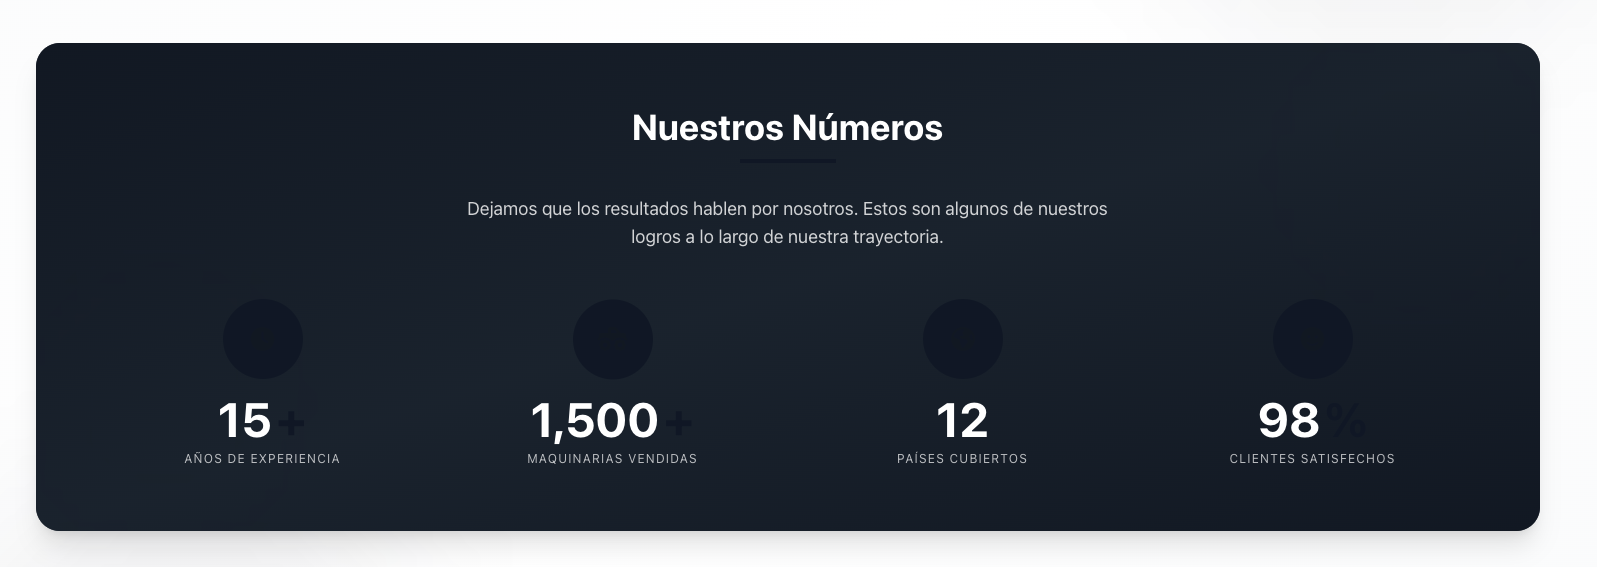 Nuestros Números
Dejamos que los resultados hablen por nosotros. Estos son algunos de nuestros
logros a lo largo de nuestra trayectoria.
15+ 1,500+ 12 98%
AÑOS DE EXPERIENCIA MAQUINARIAS VENDIDAS PAÍSES CUBIERTOS CLIENTES SATISFECHOS